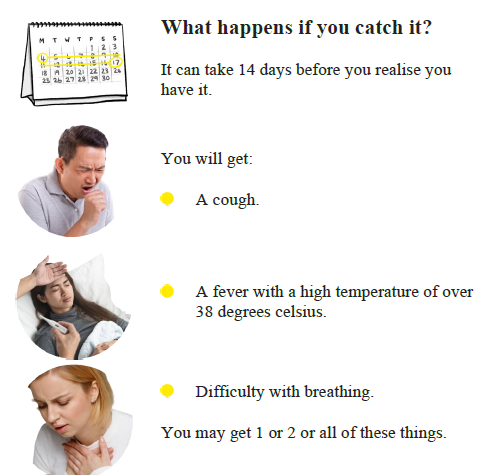 What happens if you catch it?
M T W T F S S
1 2 3
4 5 6 7 8 9 10
11 12 13 14 15 16 17
18 19 20 21 22 23 24
25 26 27 28 29 30
It can take 14 days before you realise you
have it.
You will get:
A cough.
A fever with a high temperature of over
38 degrees celsius.
Difficulty with breathing.
You may get 1 or 2 or all of these things.